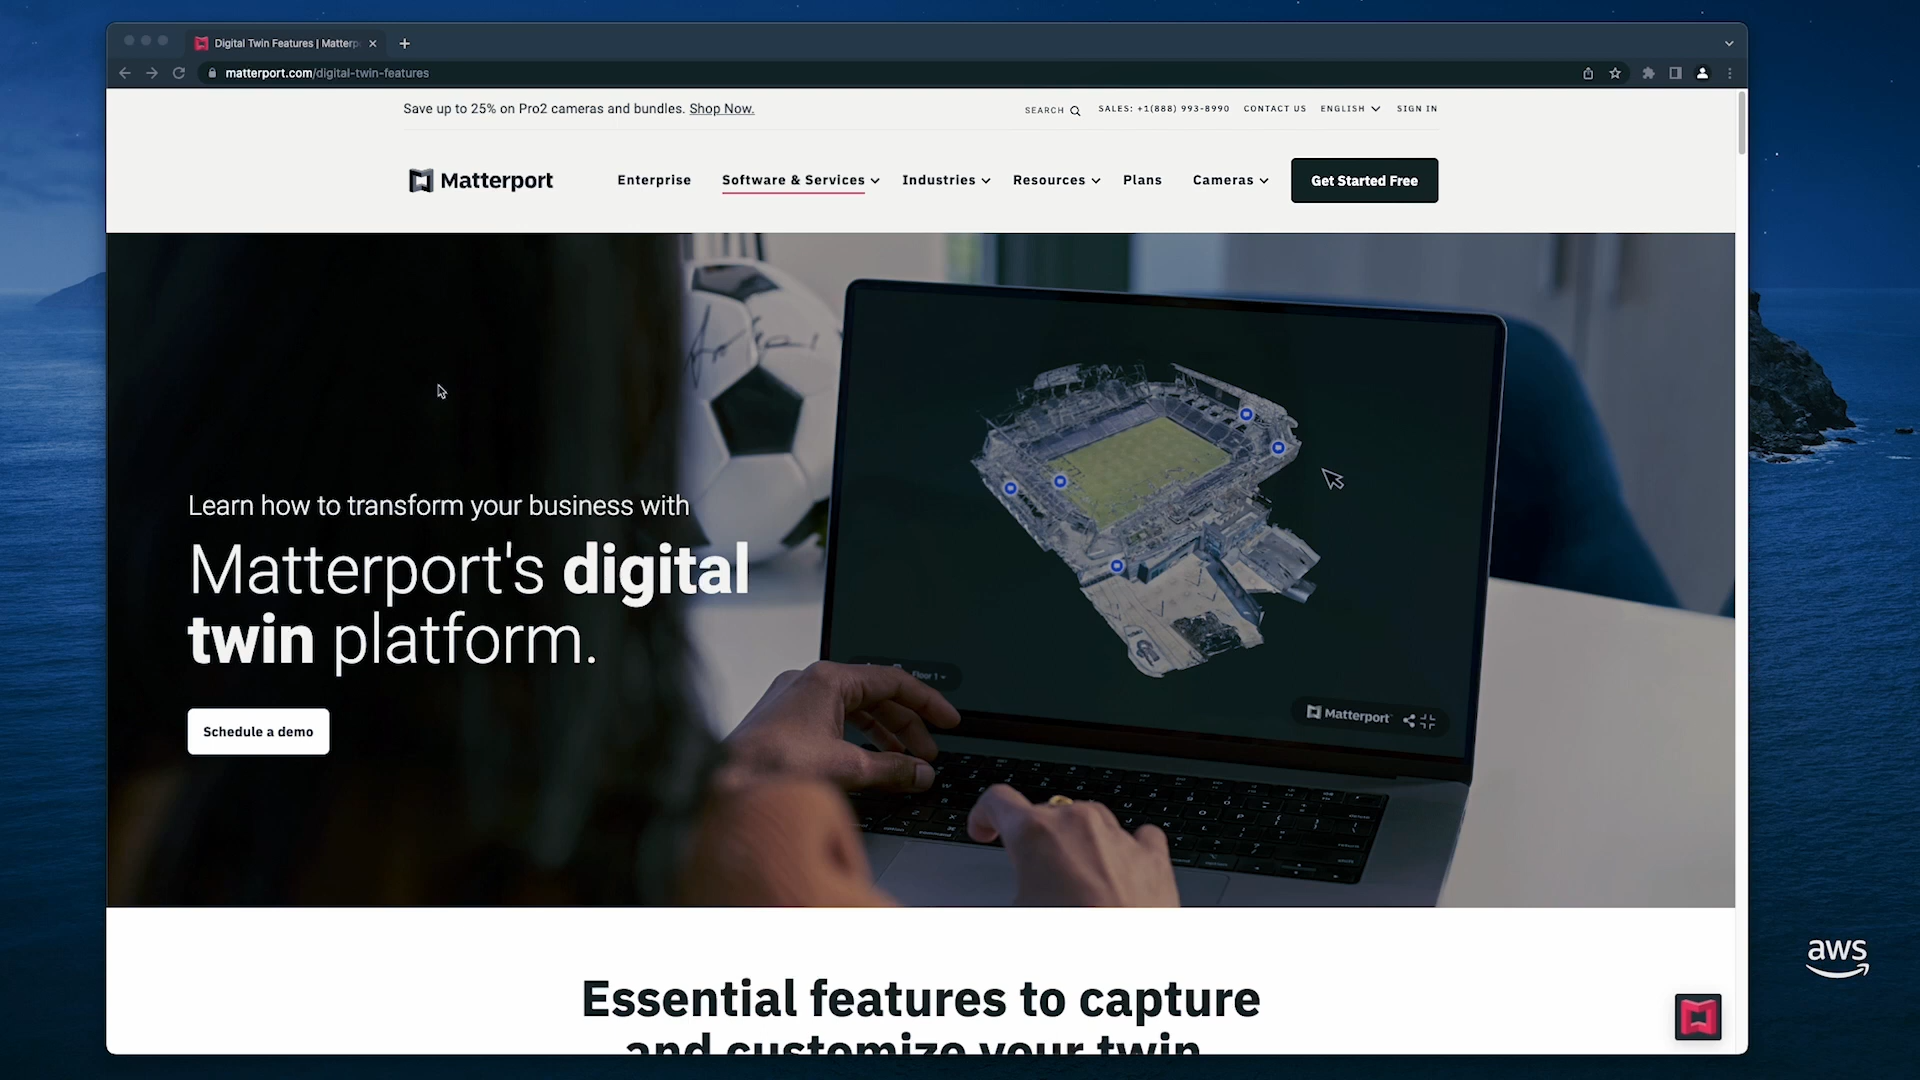 Digital Twin Features | Matterp
matterport.com/digital-twin-features
Save up to 25% on Pro2 cameras and bundles. Shop Now.
SEARCH
SALES: +1(888) 993-8990
CONTACT US
ENGLISH
SIGN IN
Matterport
Enterprise
Software & Services
Industries
Resources
Plans
Cameras
Get Started Free
Learn how to transform your business with
Matterport's digital
twin platform.
Schedule a demo
Floor 1
Matterport
aws
Essential features to capture
and customize your twin